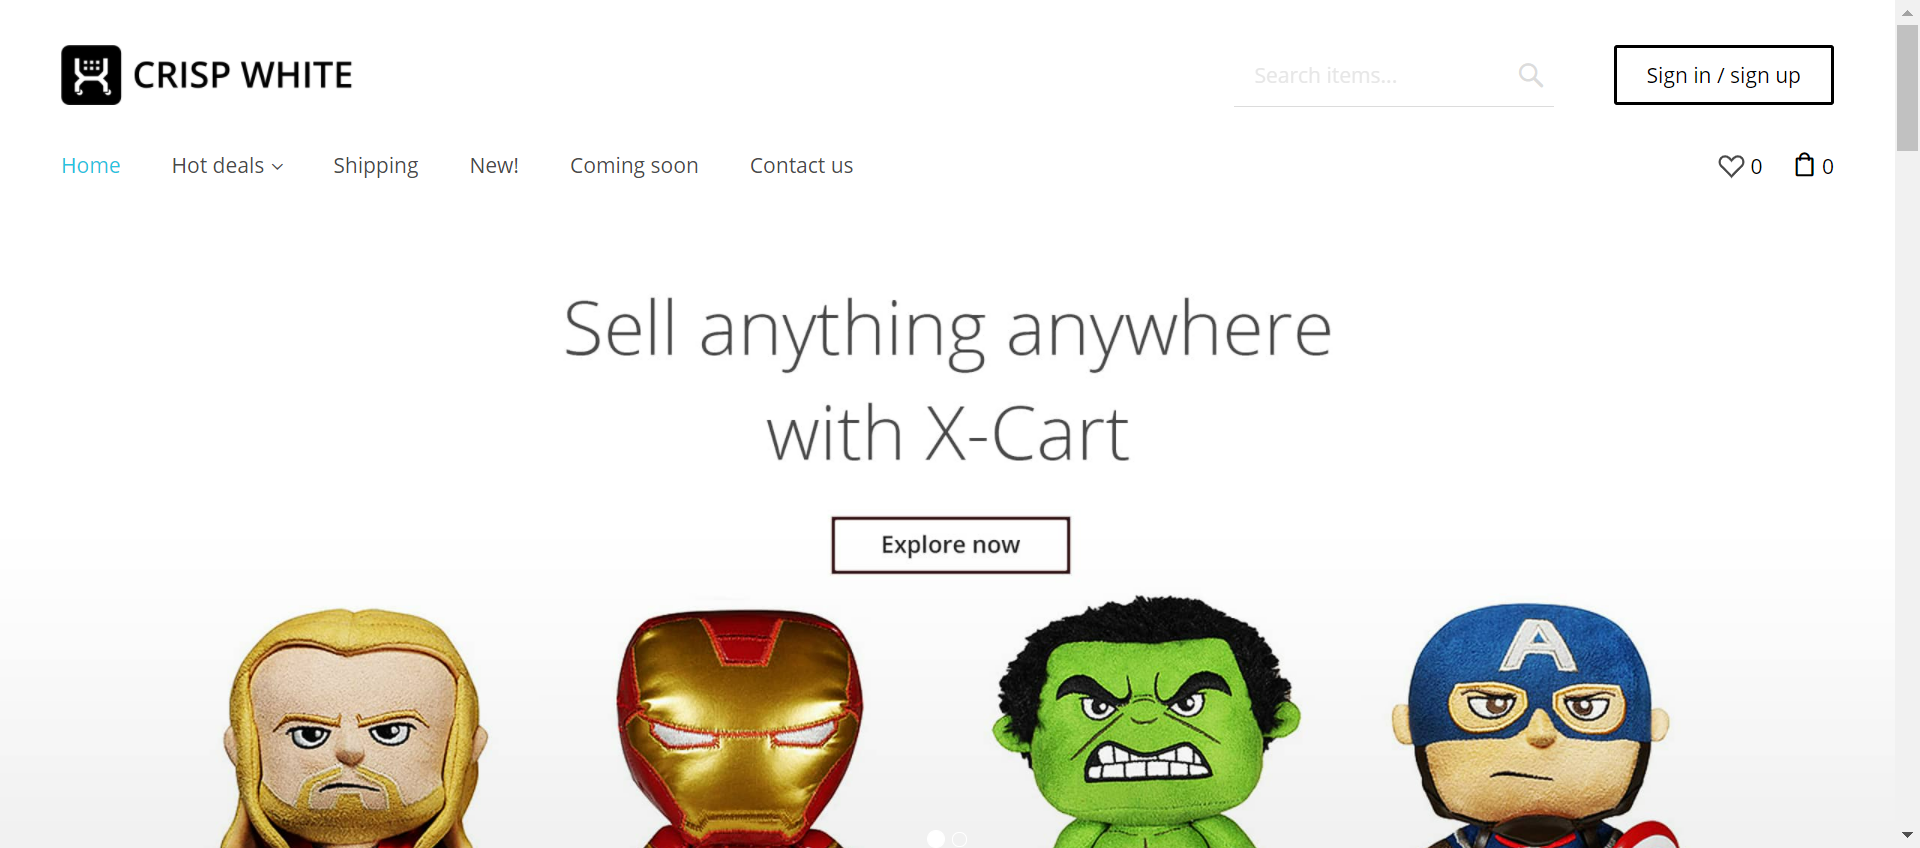 CRISP WHITE
Search items...
Sign in / sign up
Home
Hot deals
Shipping
New!
Coming soon
Contact us
0
0
Sell anything anywhere
with X-Cart
Explore now
A